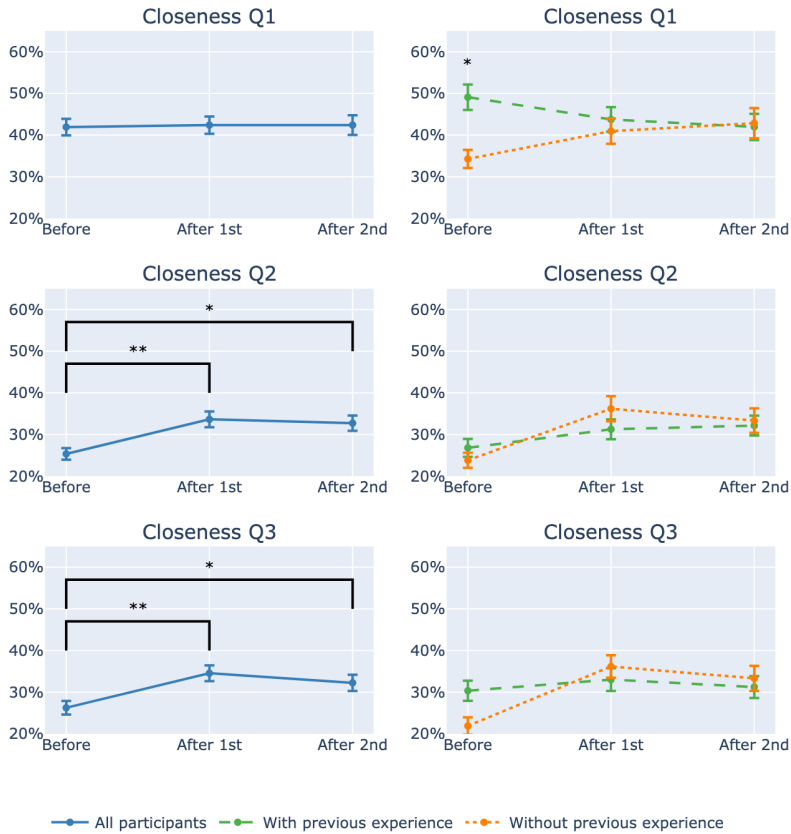 Closeness Q1
60%
50%
40%
30%
20%
Before After 1st After 2nd
Closeness Q1
*
60%
50%
40%
30%
20%
Before After 1st After 2nd
Closeness Q2
*
**
60%
50%
40%
30%
20%
Before After 1st After 2nd
Closeness Q2
60%
50%
40%
30%
20%
Before After 1st After 2nd
Closeness Q3
*
**
60%
50%
40%
30%
20%
Before After 1st After 2nd
Closeness Q3
60%
50%
40%
30%
20%
Before After 1st After 2nd
All participants With previous experience Without previous experience